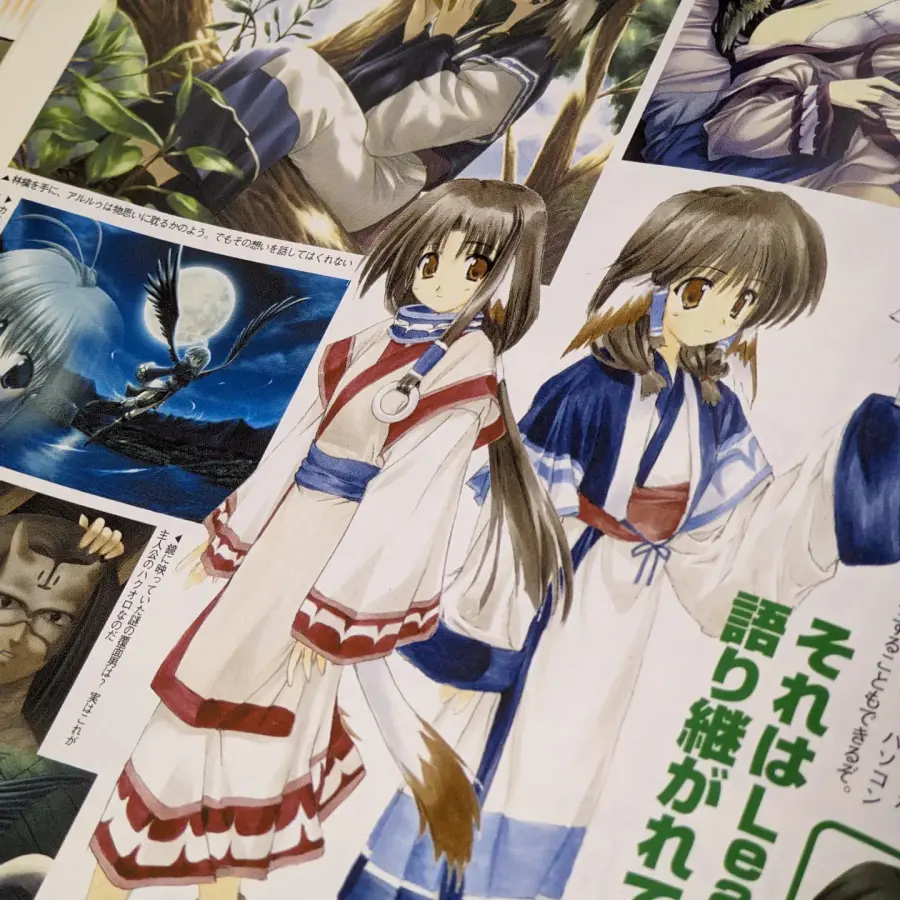 ▲林檎を手に、アルルゥは物思いに耽るかのよう。でもその想いを話してはくれない
▲鏡に映っていた謎の覆面男は？ 実はこれが
主人公のハクオロなのだ
それはLea
語り継がれて
ることもできるぞ。
パソコン